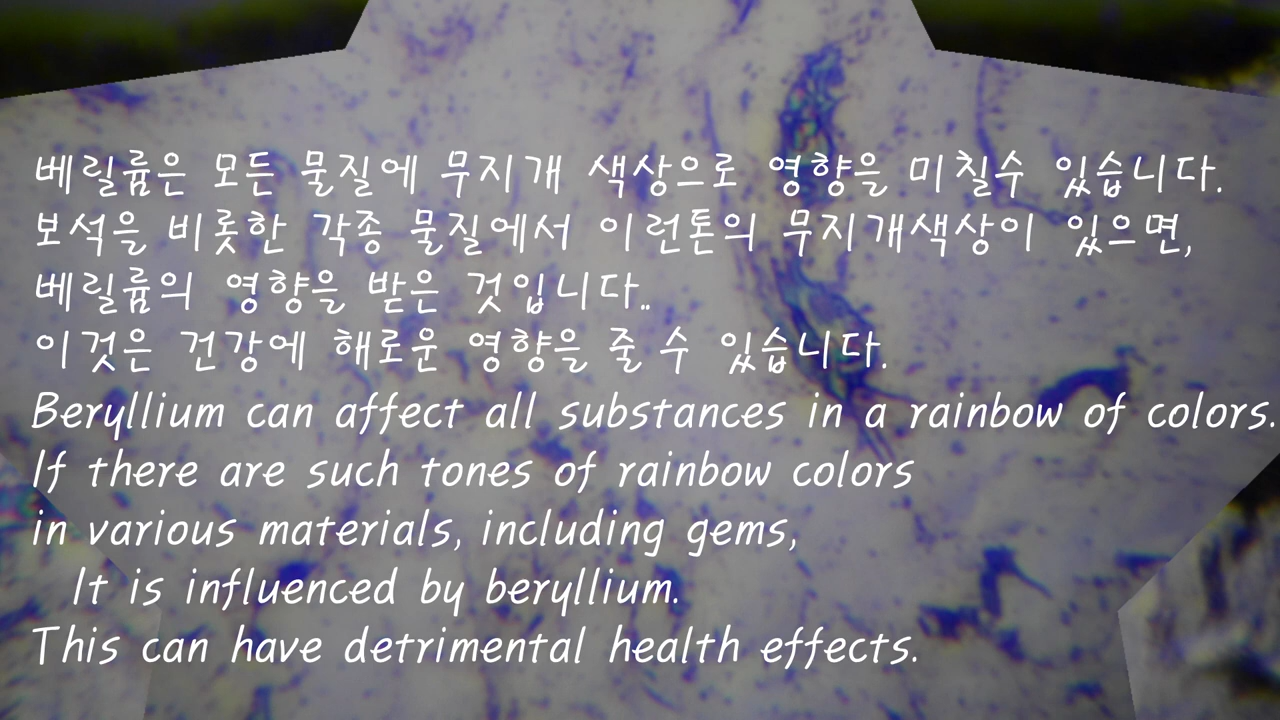 베릴륨은 모든 물질에 무지개 색상으로 영향을 미칠수 있습니다.
보석을 비롯한 각종 물질에서 이런톤의 무지개색상이 있으면,
베릴륨의 영향을 받은 것입니다..
이것은 건강에 해로운 영향을 줄 수 있습니다.
Beryllium can affect all substances in a rainbow of colors.
If there are such tones of rainbow colors
in various materials, including gems,
It is influenced by beryllium.
This can have detrimental health effects.